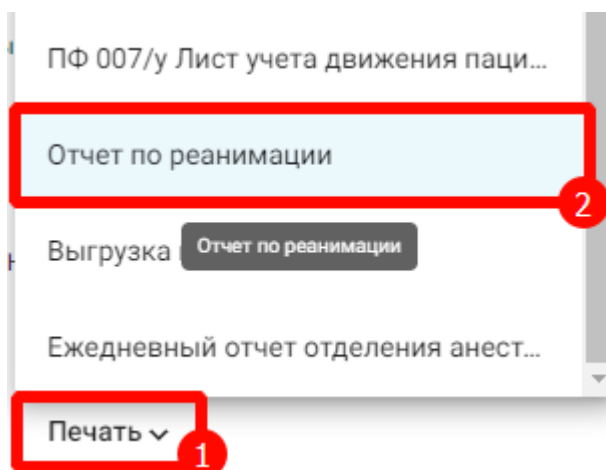 ПФ 007/у Лист учета движения паци...
Отчет по реанимации
2
Выгрузка
Отчет по реанимации
Ежедневный отчет отделения анест...
Печать
1